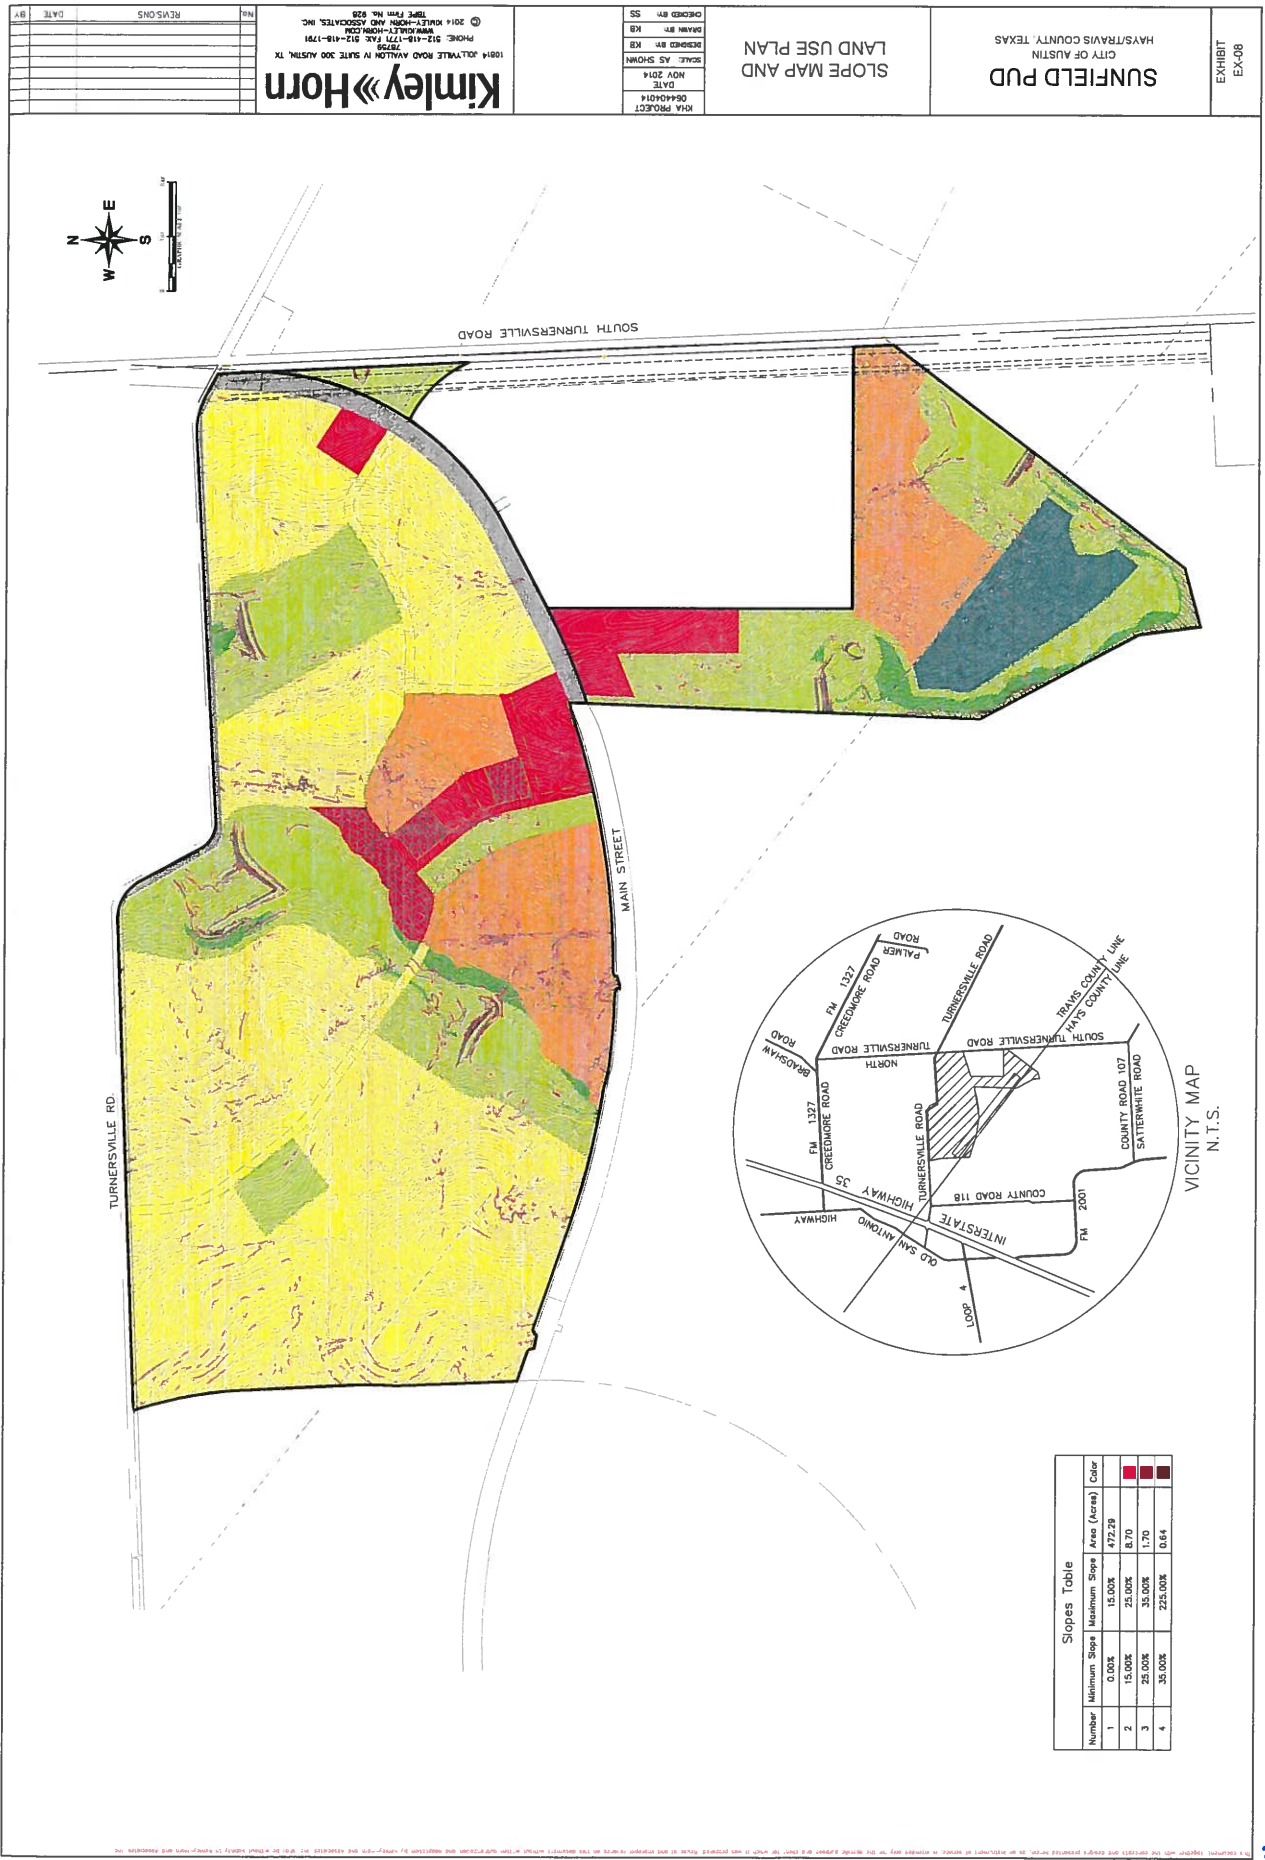 EXHIBIT
EX-08
SUNFIELD PUD
CITY OF AUSTIN
HAYS/TRAVIS COUNTY, TEXAS
SLOPE MAP AND
LAND USE PLAN
KHA PROJECT
064404014
DATE
NOV 2014
SCALE: AS SHOWN
DESIGNED BY: KB
DRAWN BY: KB
CHECKED BY: SS
Kimley»Horn
10814 JOLLYVILLE ROAD AVALLON IV SUITE 300 AUSTIN, TX
78759
PHONE: 512-418-1771 FAX: 512-418-1791
WWW.KIMLEY-HORN.COM
© 2014 KIMLEY-HORN AND ASSOCIATES, INC.
TBPE Firm No. 928
No.
REVISIONS
DATE
BY
N
E
S
W
SOUTH TURNERSVILLE ROAD
MAIN STREET
TURNERSVILLE RD.
FM 1327
CREEDMORE ROAD
PALMER
ROAD
BRADSHAW
ROAD
TURNERSVILLE ROAD
TRAVIS COUNTY LINE
HAYS COUNTY LINE
NORTH
TURNERSVILLE ROAD
SOUTH TURNERSVILLE ROAD
FM 1327
CREEDMORE ROAD
TURNERSVILLE ROAD
COUNTY ROAD 107
SATTERWHITE ROAD
INTERSTATE HIGHWAY 35
HIGHWAY
COUNTY ROAD 118
OLD SAN ANTONIO
FM 2001
LOOP 4
VICINITY MAP
N.T.S.
Slopes Table
Number Minimum Slope Maximum Slope Area (Acres) Color
1 0.00% 15.00% 472.29
2 15.00% 25.00% 8.70
3 25.00% 35.00% 1.70
4 35.00% 225.00% 0.64